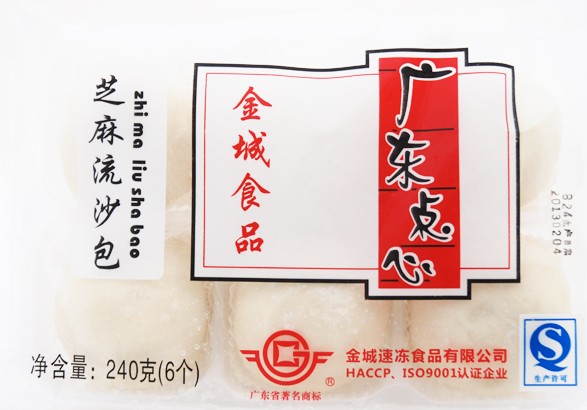 芝麻流沙包
zhi ma liu sha bao
金城食品
广东点心
20130204
净含量：240克(6个)
广东省著名商标
®
金城速冻食品有限公司
HACCP、ISO9001认证企业
QS
生产许可